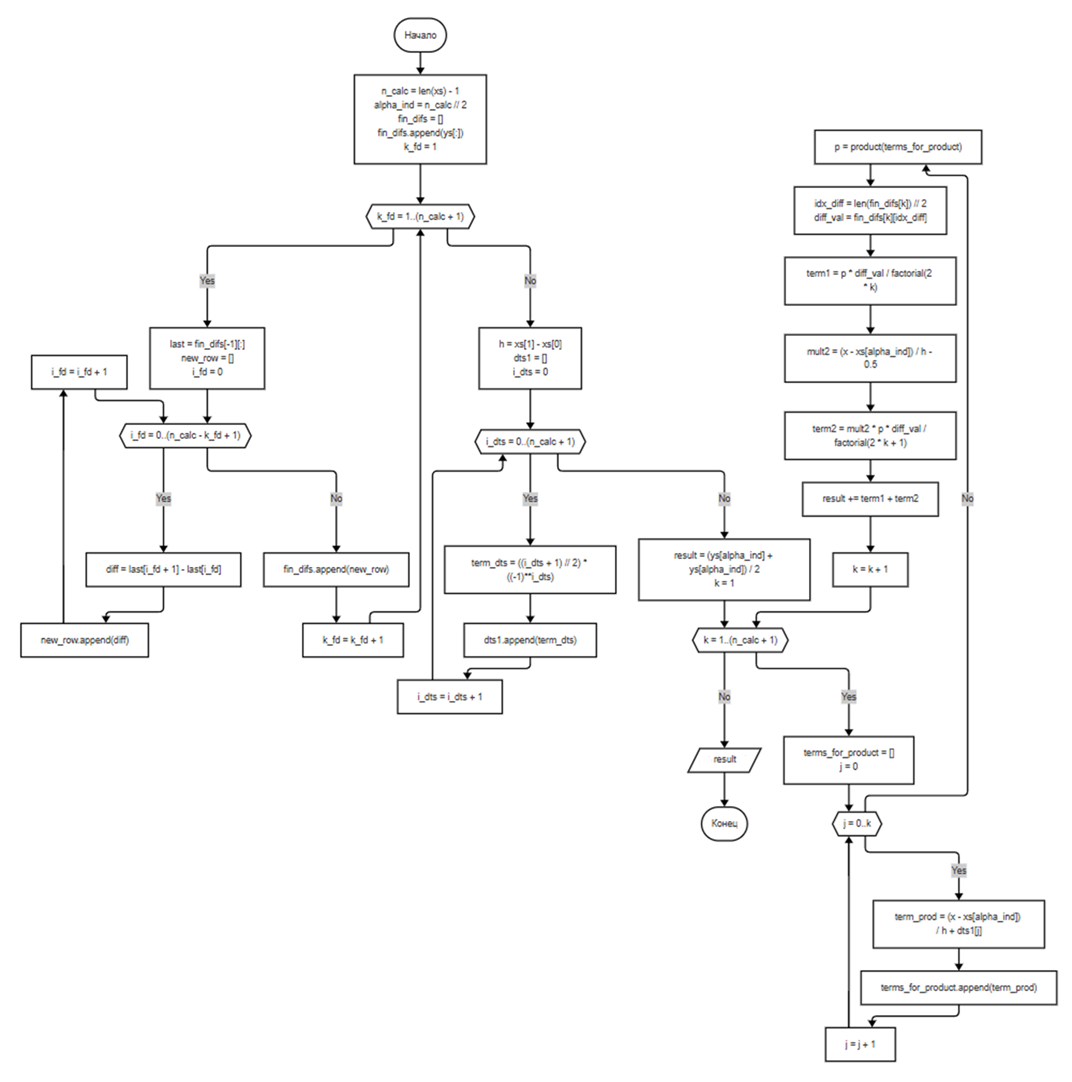 Начало
n_calc = len(xs) - 1
alpha_ind = n_calc // 2
fin_difs = []
fin_difs.append(ys[:])
k_fd = 1
k_fd = 1..(n_calc + 1)
Yes
No
last = fin_difs[-1][:]
new_row = []
i_fd = 0
i_fd = i_fd + 1
i_fd = 0..(n_calc - k_fd + 1)
Yes
No
diff = last[i_fd + 1] - last[i_fd]
new_row.append(diff)
fin_difs.append(new_row)
k_fd = k_fd + 1
h = xs[1] - xs[0]
dts1 = []
i_dts = 0
i_dts = 0..(n_calc + 1)
Yes
No
term_dts = ((i_dts + 1) // 2) *
((-1)**i_dts)
dts1.append(term_dts)
i_dts = i_dts + 1
result = (ys[alpha_ind] +
ys[alpha_ind]) / 2
k = 1
k = 1..(n_calc + 1)
No
Yes
result
Конец
terms_for_product = []
j = 0
j = 0..k
No
Yes
term_prod = (x - xs[alpha_ind])
/ h + dts1[j]
terms_for_product.append(term_prod)
j = j + 1
p = product(terms_for_product)
idx_diff = len(fin_difs[k]) // 2
diff_val = fin_difs[k][idx_diff]
term1 = p * diff_val / factorial(2
* k)
mult2 = (x - xs[alpha_ind]) / h -
0.5
term2 = mult2 * p * diff_val /
factorial(2 * k + 1)
result += term1 + term2
k = k + 1